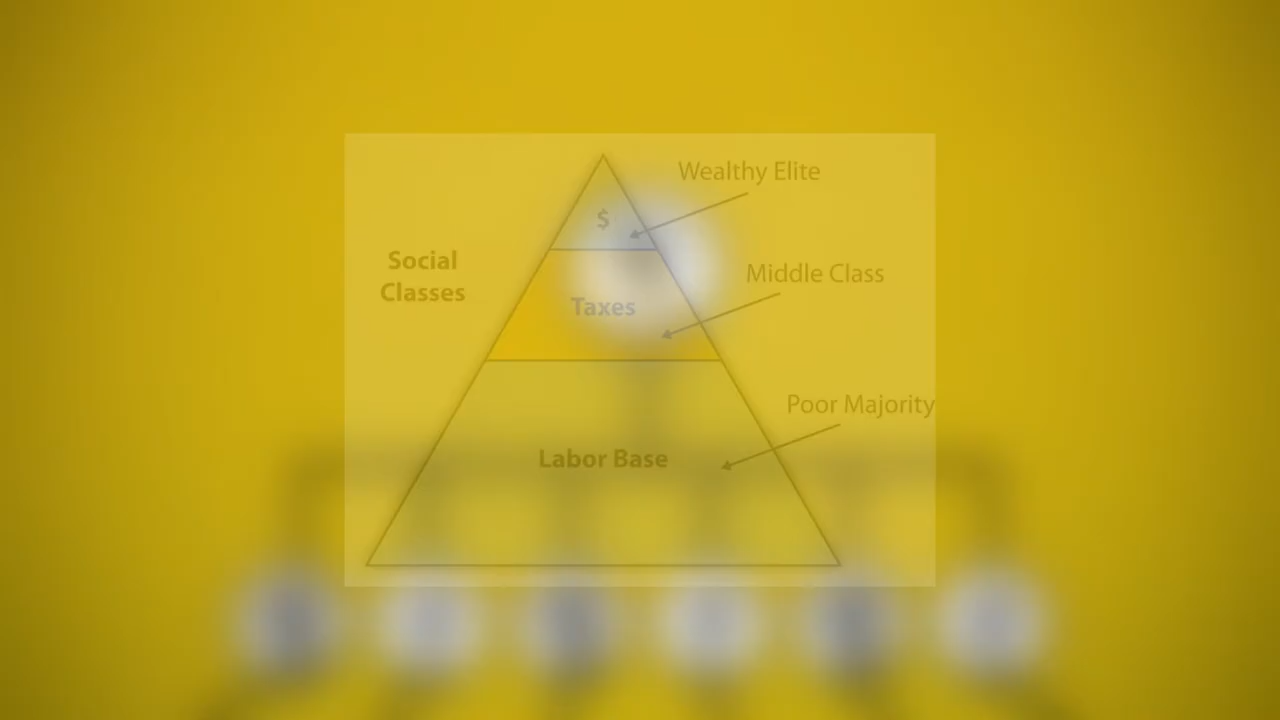 Wealthy Elite
$
Social
Classes
Middle Class
Taxes
Poor Majority
Labor Base